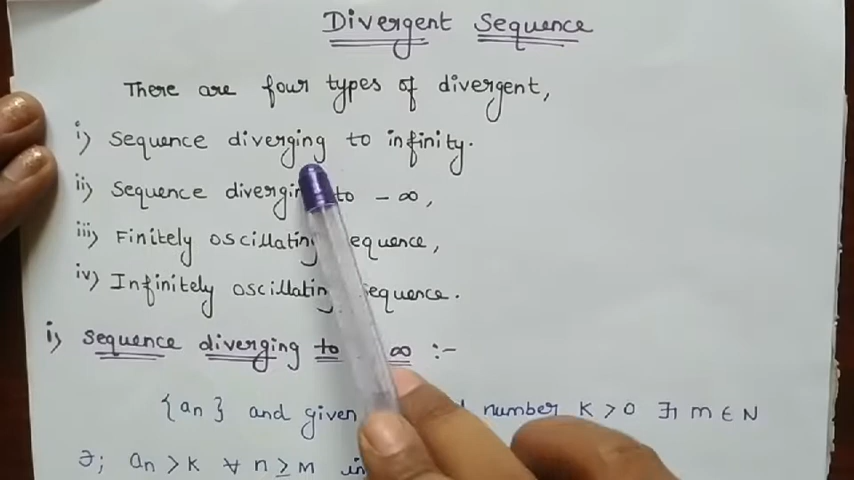 Divergent Sequence
There are four types of divergent,
i) Sequence diverging to infinity.
ii) Sequence diverging to - ∞,
iii) Finitely oscillating sequence,
iv) Infinitely oscillating sequence.
i) Sequence diverging to ∞ :-
{an} and given number K > 0 ∃ m ∈ N
∋; an > K ∀ n ≥ m